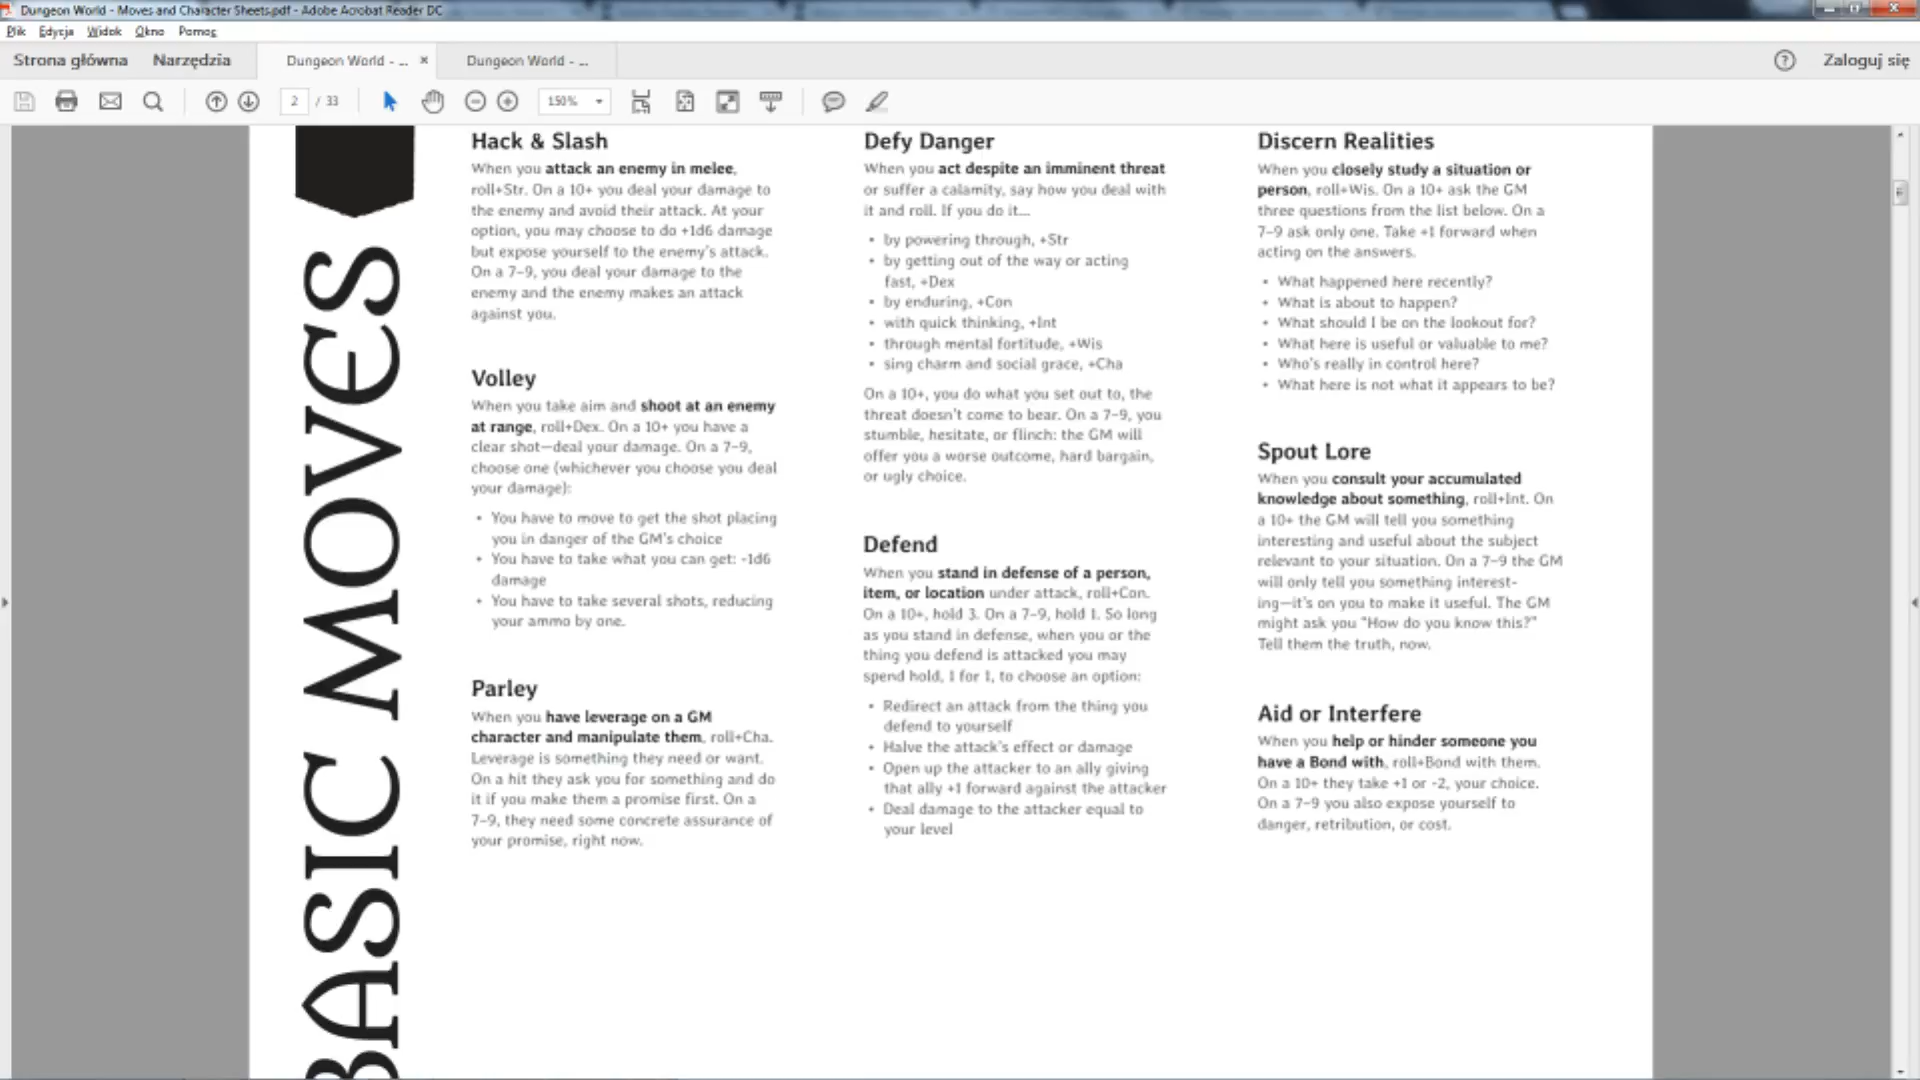 Dungeon World - Moves and Character Sheets.pdf - Adobe Acrobat Reader DC
Plik Edycja Widok Okno Pomoc
Strona główna Narzędzia Dungeon World - ... × Dungeon World - ... ? Zaloguj się
2 / 33 150%
BASIC MOVES
Hack & Slash
When you attack an enemy in melee,
roll+Str. On a 10+ you deal your damage to
the enemy and avoid their attack. At your
option, you may choose to do +1d6 damage
but expose yourself to the enemy's attack.
On a 7–9, you deal your damage to the
enemy and the enemy makes an attack
against you.
Volley
When you take aim and shoot at an enemy
at range, roll+Dex. On a 10+ you have a
clear shot—deal your damage. On a 7–9,
choose one (whichever you choose you deal
your damage):
• You have to move to get the shot placing
you in danger of the GM's choice
• You have to take what you can get: -1d6
damage
• You have to take several shots, reducing
your ammo by one.
Parley
When you have leverage on a GM
character and manipulate them, roll+Cha.
Leverage is something they need or want.
On a hit they ask you for something and do
it if you make them a promise first. On a
7–9, they need some concrete assurance of
your promise, right now.
Defy Danger
When you act despite an imminent threat
or suffer a calamity, say how you deal with
it and roll. If you do it...
• by powering through, +Str
• by getting out of the way or acting
fast, +Dex
• by enduring, +Con
• with quick thinking, +Int
• through mental fortitude, +Wis
• sing charm and social grace, +Cha
On a 10+, you do what you set out to, the
threat doesn't come to bear. On a 7–9, you
stumble, hesitate, or flinch: the GM will
offer you a worse outcome, hard bargain,
or ugly choice.
Defend
When you stand in defense of a person,
item, or location under attack, roll+Con.
On a 10+, hold 3. On a 7–9, hold 1. So long
as you stand in defense, when you or the
thing you defend is attacked you may
spend hold, 1 for 1, to choose an option:
• Redirect an attack from the thing you
defend to yourself
• Halve the attack's effect or damage
• Open up the attacker to an ally giving
that ally +1 forward against the attacker
• Deal damage to the attacker equal to
your level
Discern Realities
When you closely study a situation or
person, roll+Wis. On a 10+ ask the GM
three questions from the list below. On a
7–9 ask only one. Take +1 forward when
acting on the answers.
• What happened here recently?
• What is about to happen?
• What should I be on the lookout for?
• What here is useful or valuable to me?
• Who's really in control here?
• What here is not what it appears to be?
Spout Lore
When you consult your accumulated
knowledge about something, roll+Int. On
a 10+ the GM will tell you something
interesting and useful about the subject
relevant to your situation. On a 7–9 the GM
will only tell you something interest-
ing—it's on you to make it useful. The GM
might ask you "How do you know this?"
Tell them the truth, now.
Aid or Interfere
When you help or hinder someone you
have a Bond with, roll+Bond with them.
On a 10+ they take +1 or -2, your choice.
On a 7–9 you also expose yourself to
danger, retribution, or cost.